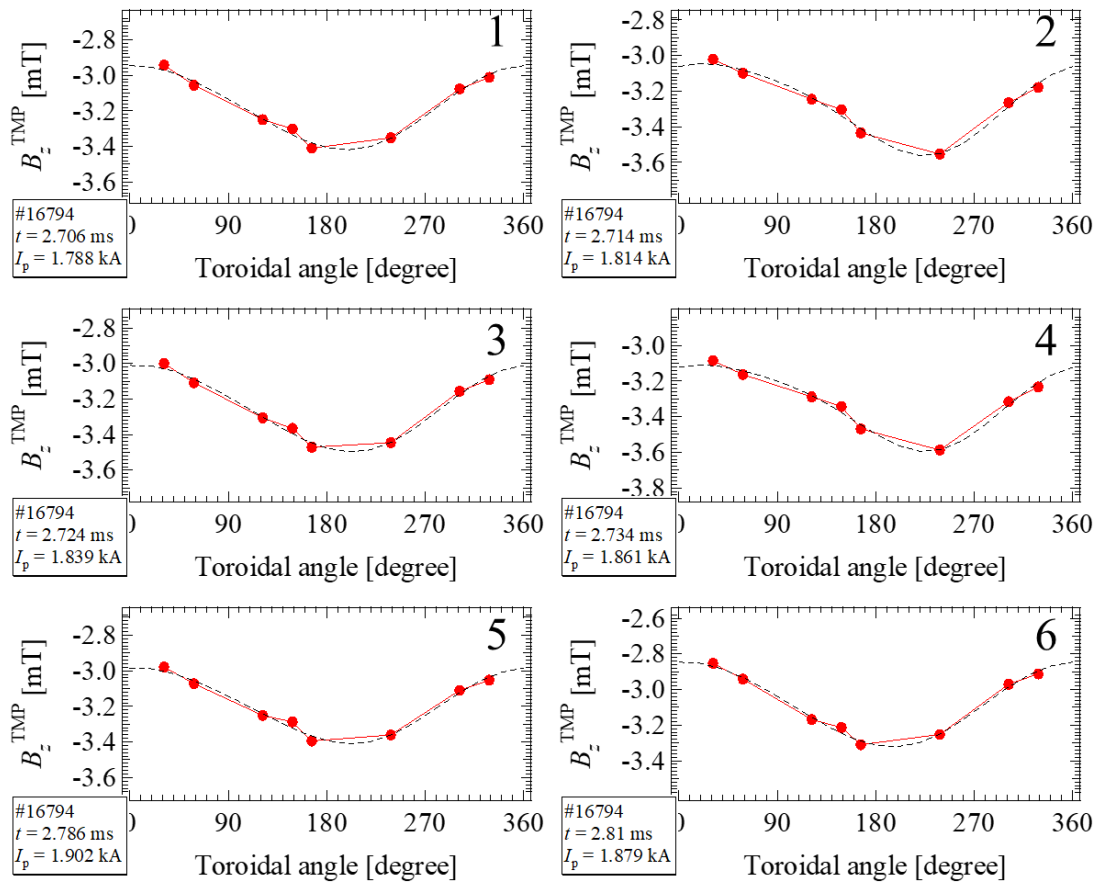 1
-2.8
-3.0
-3.2
-3.4
-3.6
B_z^TMP [mT]
0 90 180 270 360
Toroidal angle [degree]
#16794
t = 2.706 ms
I_p = 1.788 kA
2
-2.8
-3.0
-3.2
-3.4
-3.6
B_z^TMP [mT]
0 90 180 270 360
Toroidal angle [degree]
#16794
t = 2.714 ms
I_p = 1.814 kA
3
-2.8
-3.0
-3.2
-3.4
-3.6
B_z^TMP [mT]
0 90 180 270 360
Toroidal angle [degree]
#16794
t = 2.724 ms
I_p = 1.839 kA
4
-3.0
-3.2
-3.4
-3.6
-3.8
B_z^TMP [mT]
0 90 180 270 360
Toroidal angle [degree]
#16794
t = 2.734 ms
I_p = 1.861 kA
5
-2.8
-3.0
-3.2
-3.4
-3.6
B_z^TMP [mT]
0 90 180 270 360
Toroidal angle [degree]
#16794
t = 2.786 ms
I_p = 1.902 kA
6
-2.6
-2.8
-3.0
-3.2
-3.4
B_z^TMP [mT]
0 90 180 270 360
Toroidal angle [degree]
#16794
t = 2.81 ms
I_p = 1.879 kA